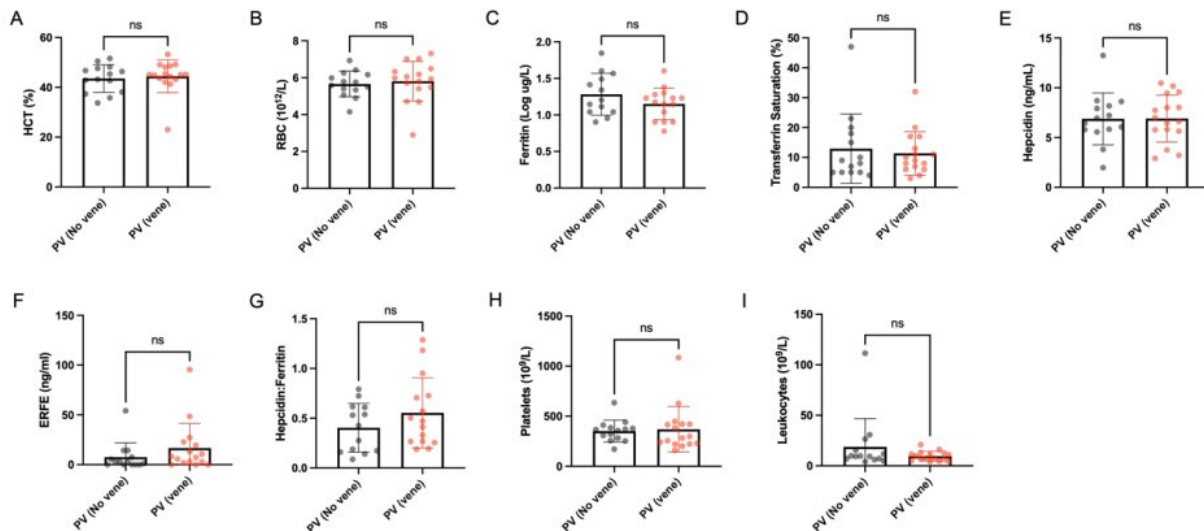 A
ns
HCT (%)
60
40
20
0
PV (No vene)
PV (vene)
B
ns
RBC (10¹²/L)
8
6
4
2
0
PV (No vene)
PV (vene)
C
ns
Ferritin (Log ug/L)
2.0
1.5
1.0
0.5
0.0
PV (No vene)
PV (vene)
D
ns
Transferrin Saturation (%)
50
40
30
20
10
0
PV (No vene)
PV (vene)
E
ns
Hepcidin (ng/mL)
15
10
5
0
PV (No vene)
PV (vene)
F
ns
ERFE (ng/ml)
150
100
50
0
PV (No vene)
PV (vene)
G
ns
Hepcidin:Ferritin
1.5
1.0
0.5
0.0
PV (No vene)
PV (vene)
H
ns
Platelets (10⁹/L)
1500
1000
500
0
PV (No vene)
PV (vene)
I
ns
Leukocytes (10⁹/L)
150
100
50
0
PV (No vene)
PV (vene)